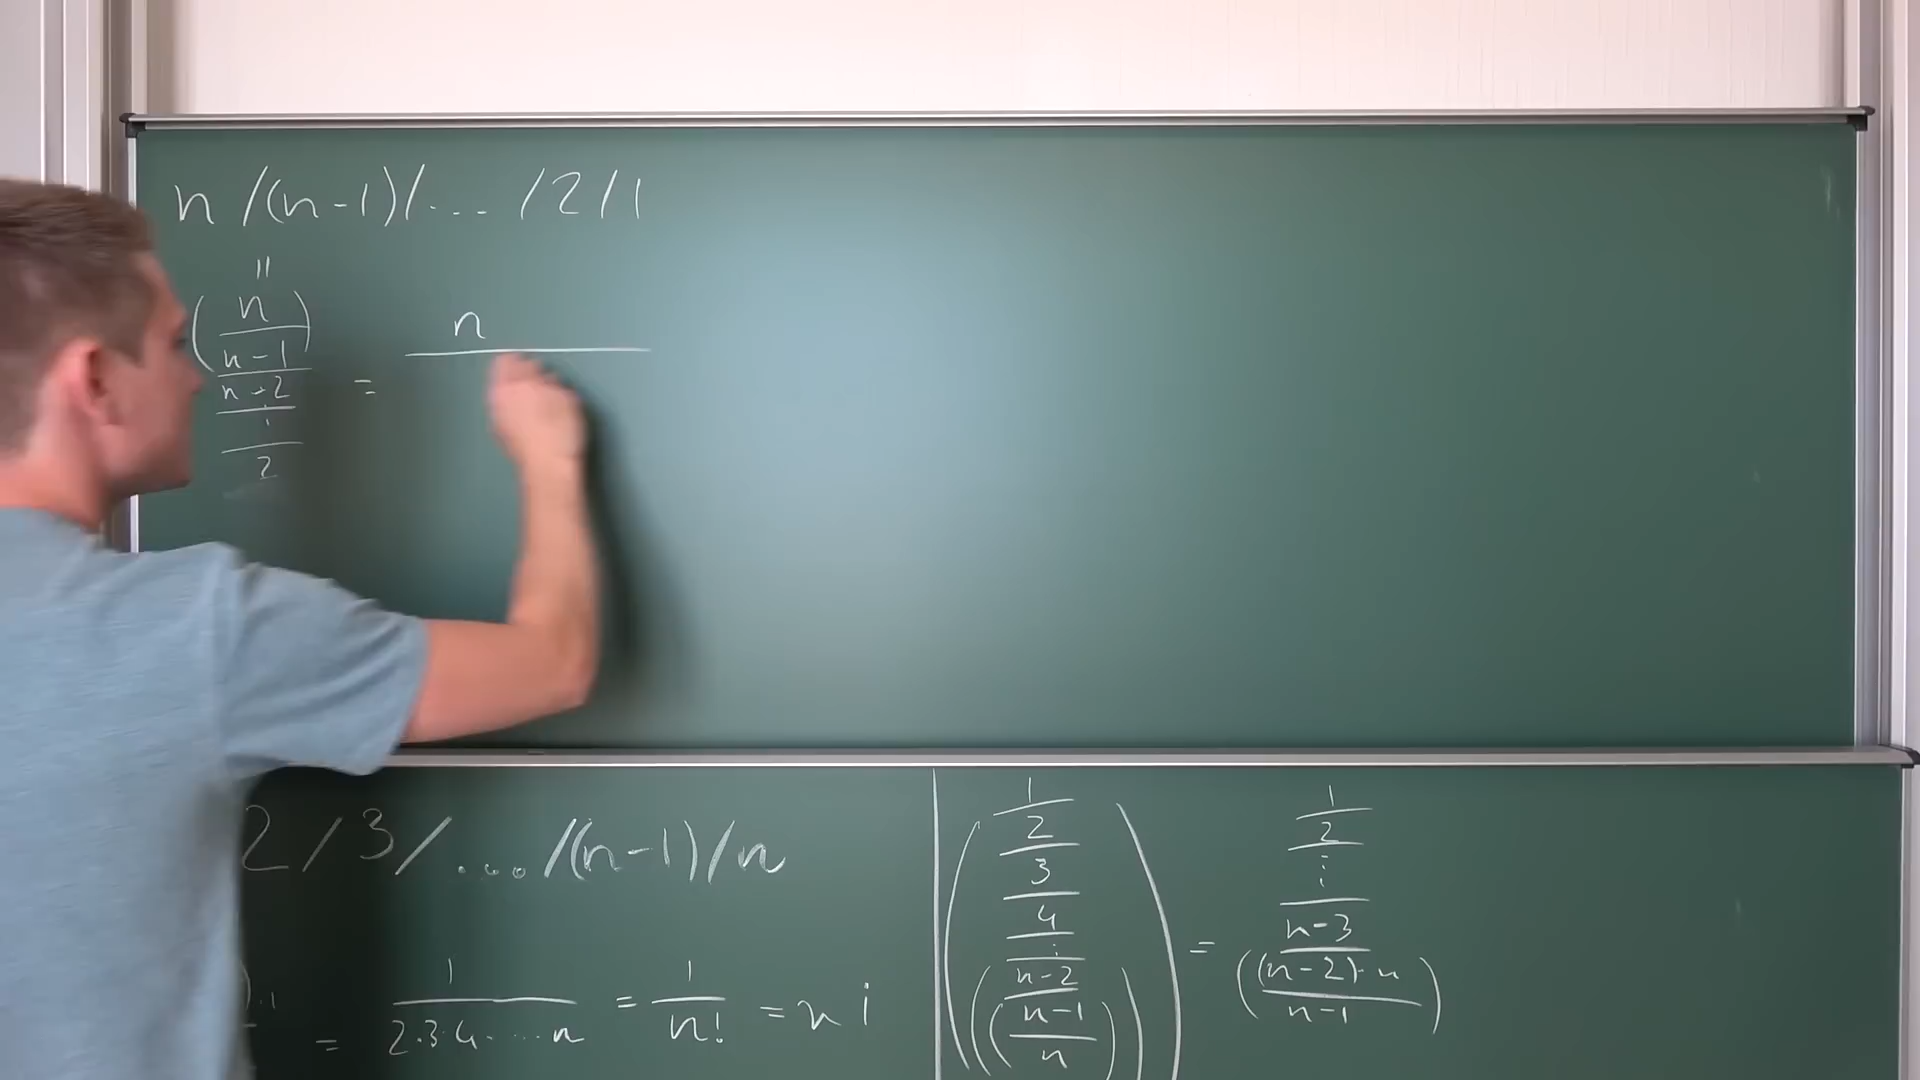 n /(n-1)/... /2/1
=
(n/(n-1))/(n-2)/⋮/2 = n/
2/3/..../(n-1)/n
).1
= 1/(2·3·4·...·n) = 1/n! = n¡
(1/2/3/4/⋮/(n-2)/((n-1)/n)) = 1/2/⋮/(n-3)/((n-2)·n/(n-1))